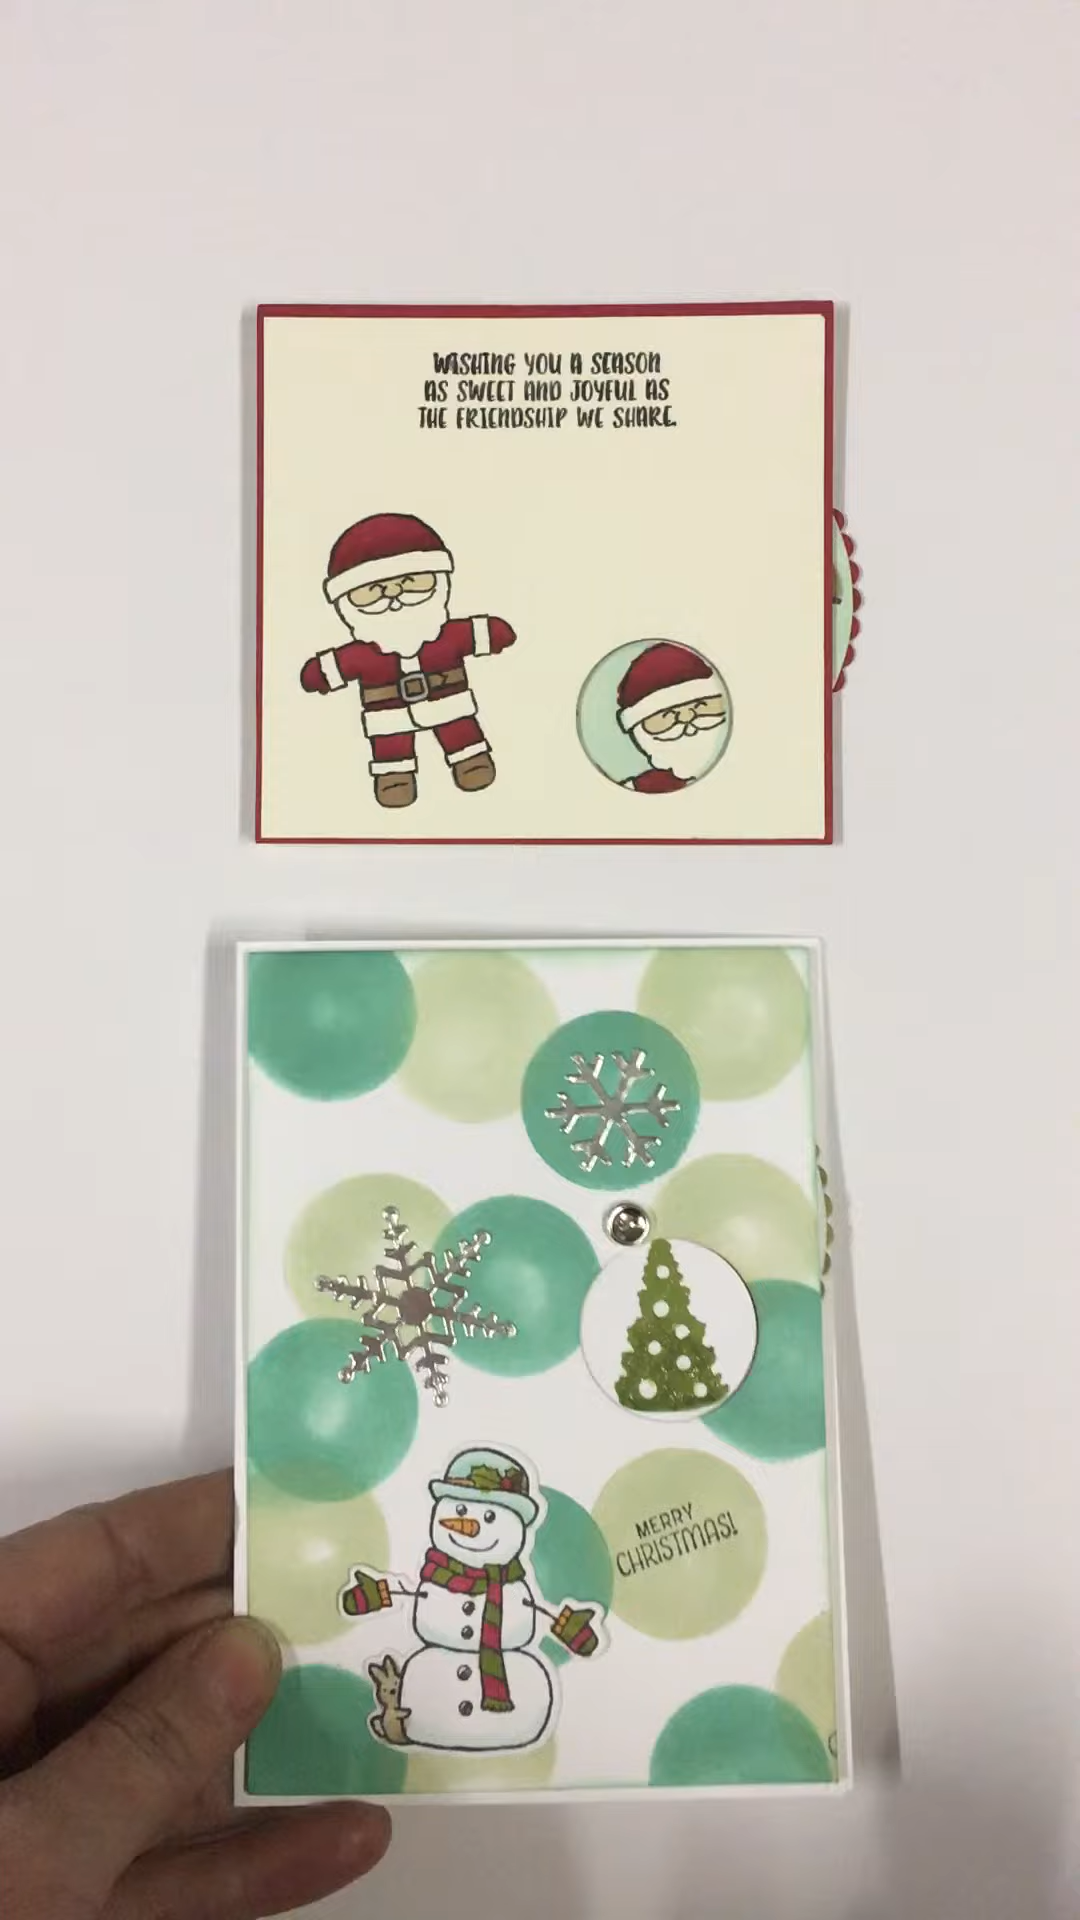 WISHING YOU A SEASON
AS SWEET AND JOYFUL AS
THE FRIENDSHIP WE SHARE.
MERRY
CHRISTMAS!